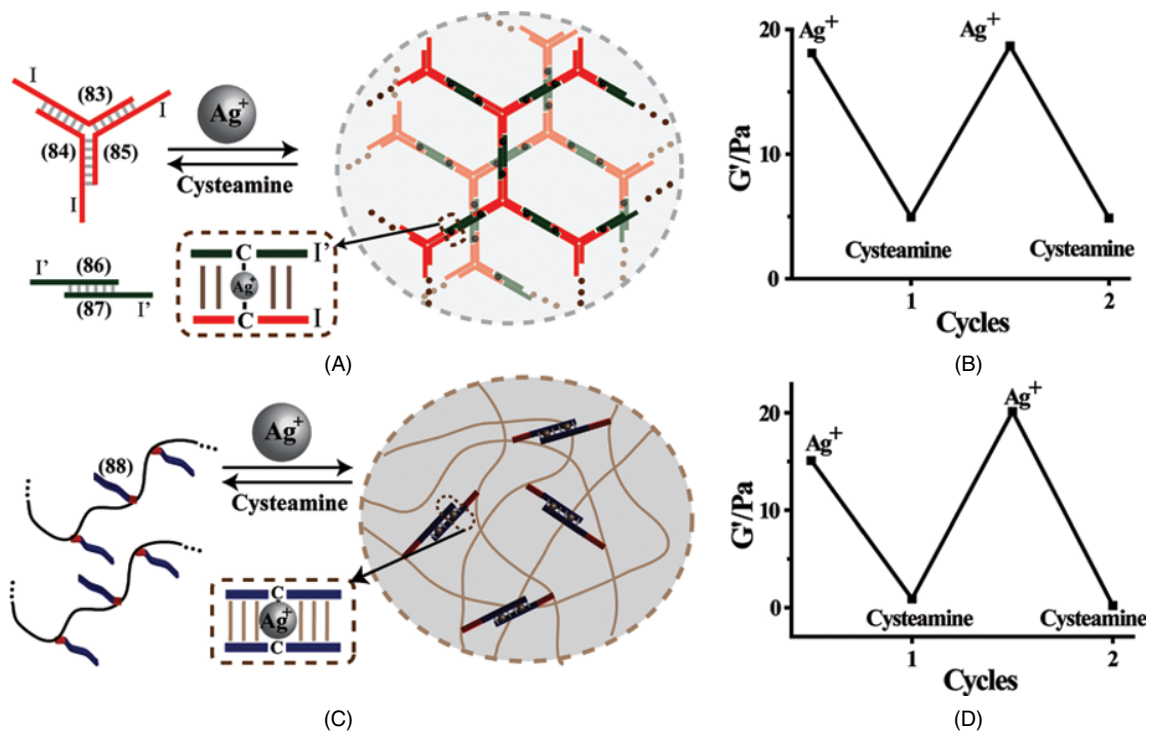 I
(83)
I
(84)
(85)
I
Ag+
Cysteamine
I'
(86)
(87)
I'
C
I'
Ag+
C
I
(A)
20
10
0
G'/Pa
Ag+
Ag+
Cysteamine
Cysteamine
1
2
Cycles
(B)
(88)
Ag+
Cysteamine
C
Ag+
C
(C)
20
10
0
G'/Pa
Ag+
Ag+
Cysteamine
Cysteamine
1
2
Cycles
(D)